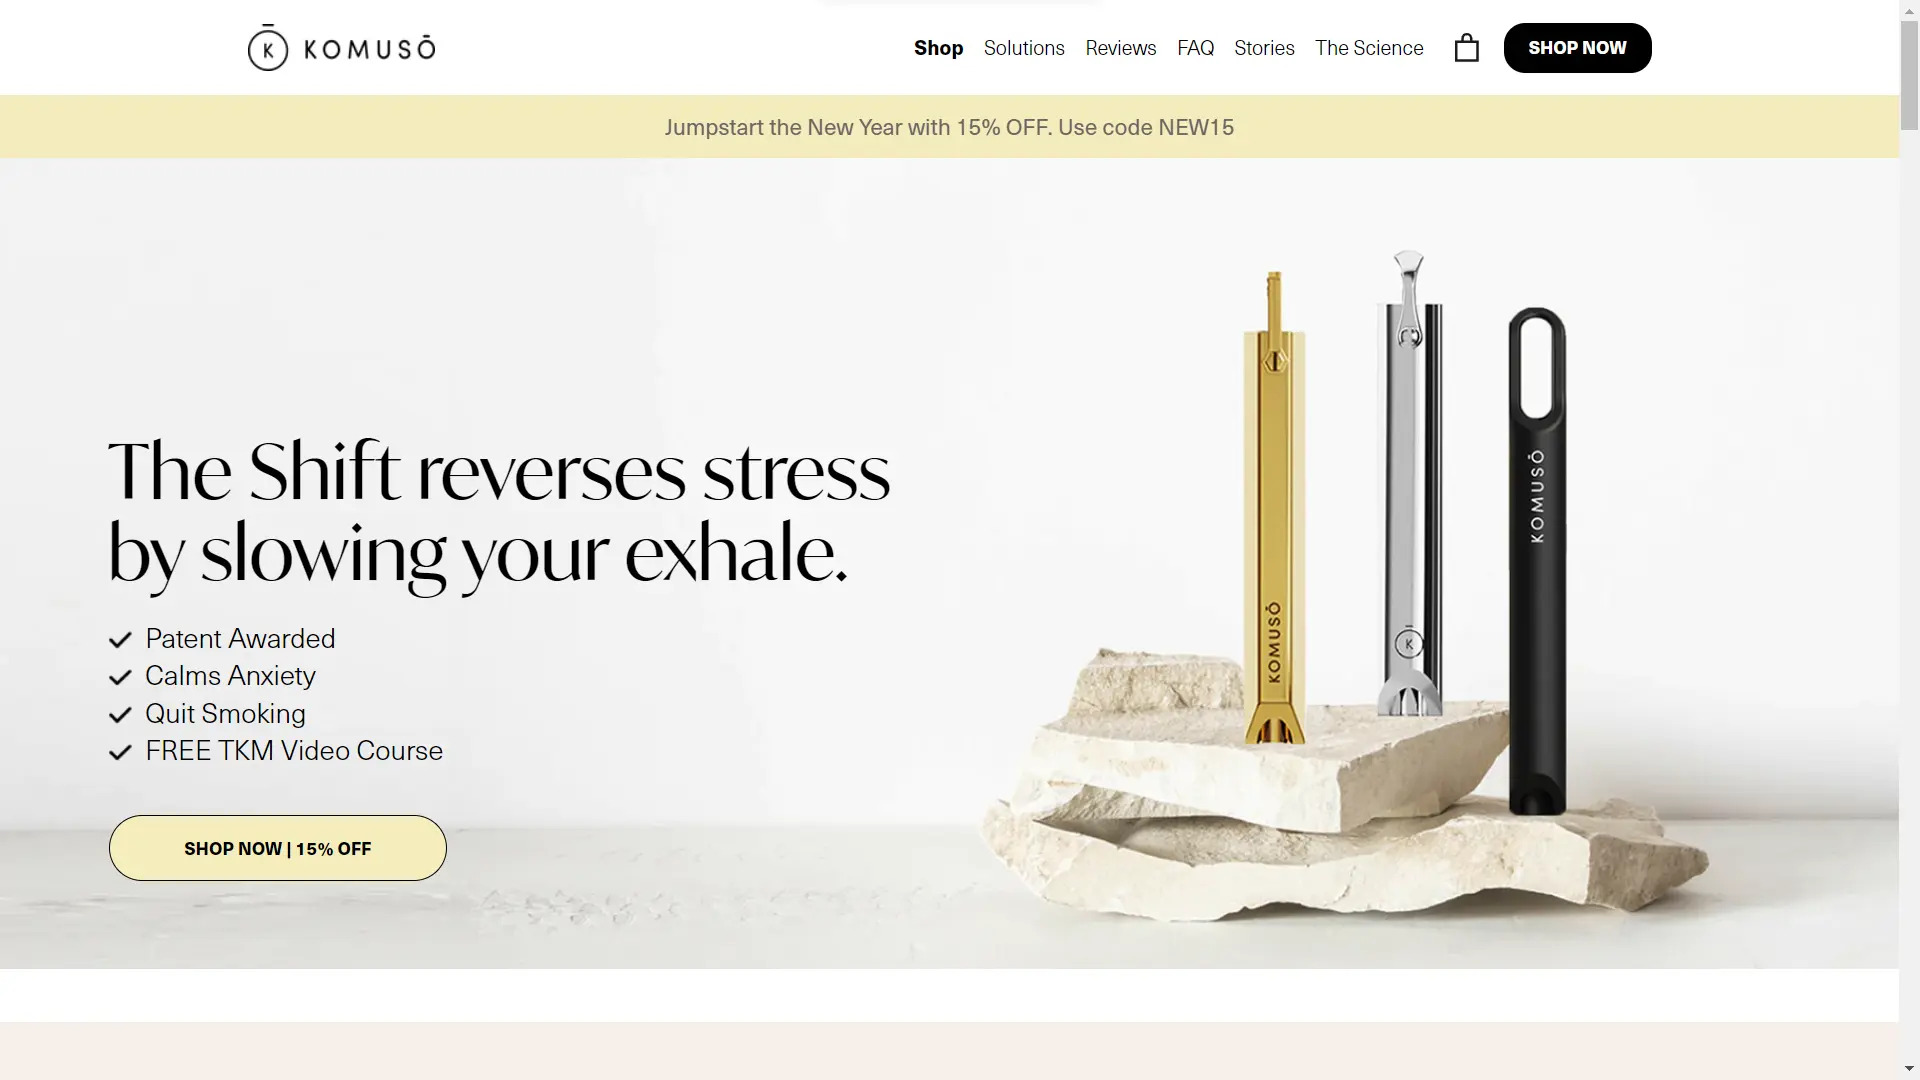 K KOMUSŌ
Shop Solutions Reviews FAQ Stories The Science SHOP NOW
Jumpstart the New Year with 15% OFF. Use code NEW15
The Shift reverses stress
by slowing your exhale.
Patent Awarded
Calms Anxiety
Quit Smoking
FREE TKM Video Course
SHOP NOW | 15% OFF
KOMUSŌ
K
KOMUSŌ